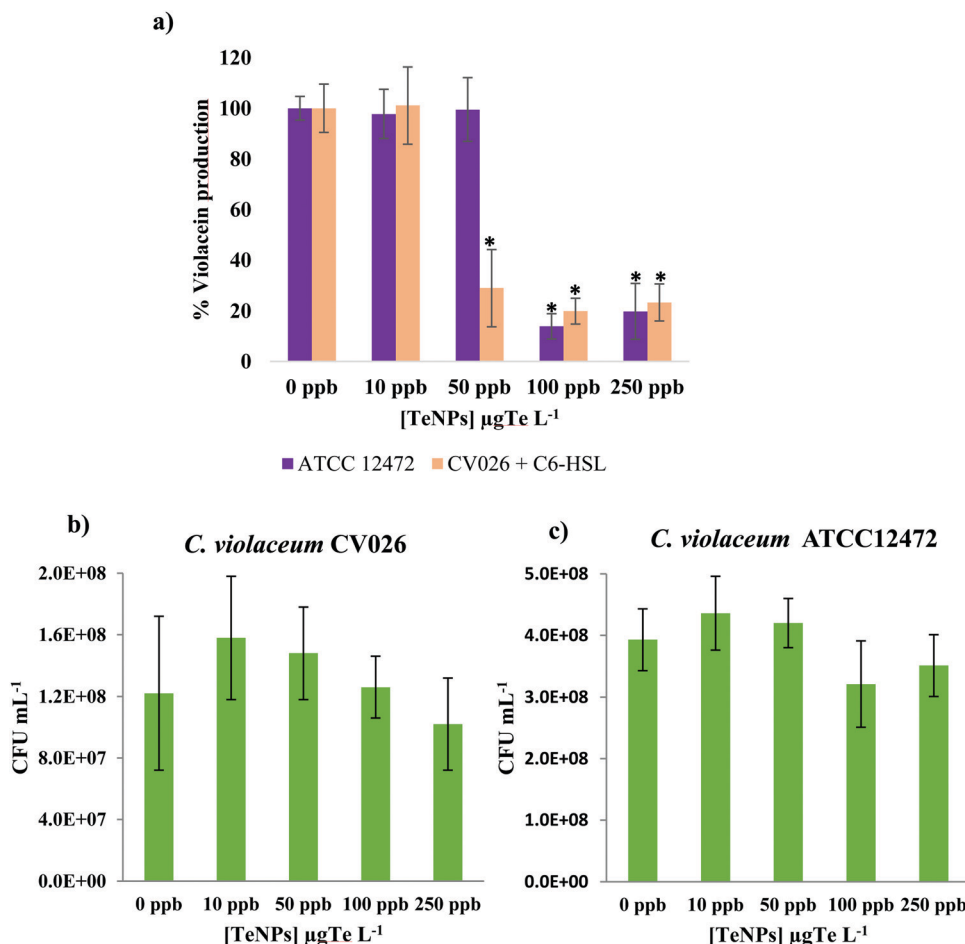 a)
120
100
80
60
40
20
0
% Violacein production
*
* *
* *
0 ppb 10 ppb 50 ppb 100 ppb 250 ppb
[TeNPs] µgTe L-1
ATCC 12472 CV026 + C6-HSL
b)
C. violaceum CV026
2.0E+08
1.6E+08
1.2E+08
8.0E+07
4.0E+07
0.0E+00
CFU mL-1
0 ppb 10 ppb 50 ppb 100 ppb 250 ppb
[TeNPs] µgTe L-1
c)
C. violaceum ATCC12472
5.0E+08
4.0E+08
3.0E+08
2.0E+08
1.0E+08
0.0E+00
CFU mL-1
0 ppb 10 ppb 50 ppb 100 ppb 250 ppb
[TeNPs] µgTe L-1